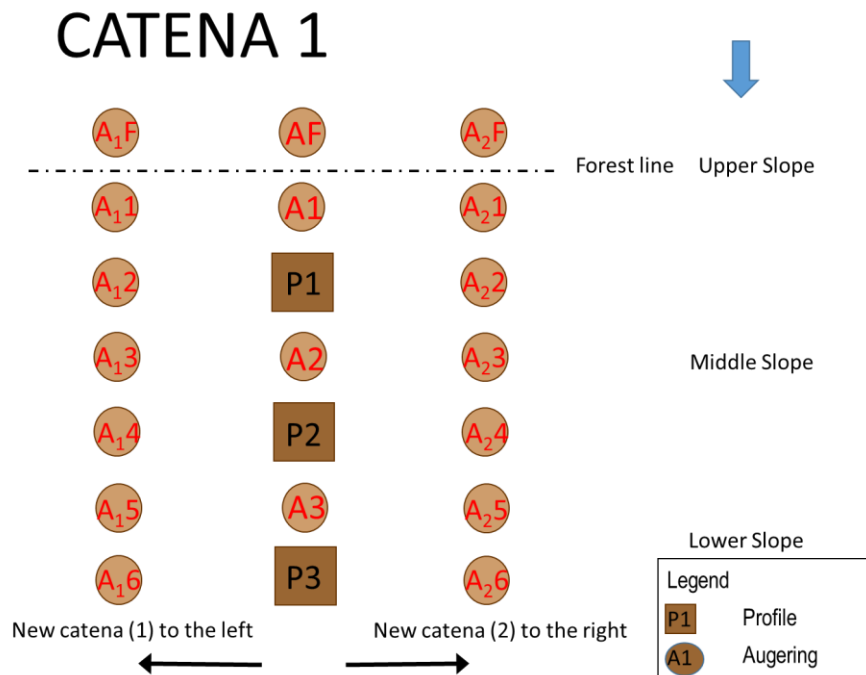 CATENA 1
A₁F AF A₂F
Forest line Upper Slope
A₁1 A1 A₂1
A₁2 P1 A₂2
A₁3 A2 A₂3
Middle Slope
A₁4 P2 A₂4
A₁5 A3 A₂5
Lower Slope
A₁6 P3 A₂6
Legend
P1 Profile
A1 Augering
New catena (1) to the left
New catena (2) to the right